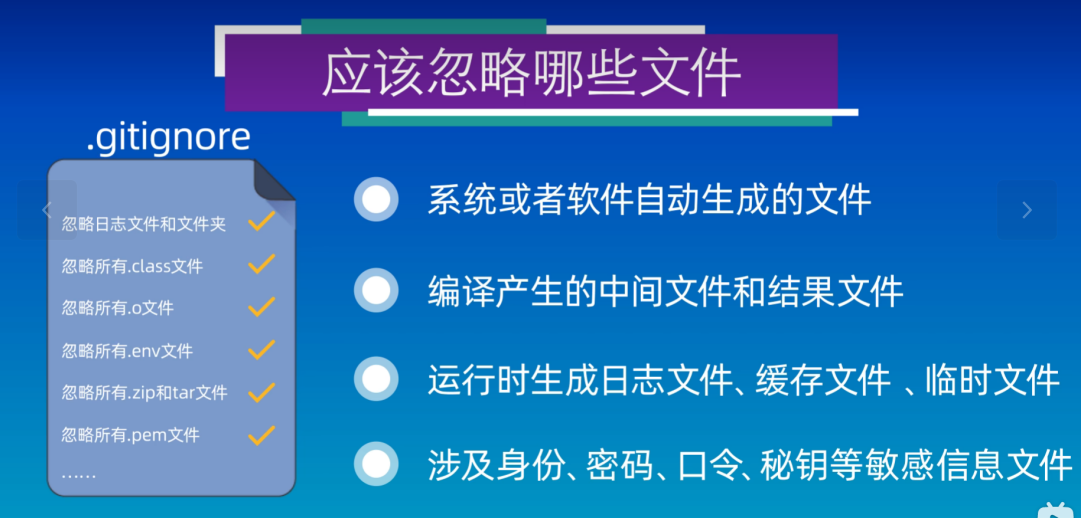 应该忽略哪些文件
.gitignore
忽略日志文件和文件夹
忽略所有.class文件
忽略所有.o文件
忽略所有.env文件
忽略所有.zip和tar文件
忽略所有.pem文件
……
系统或者软件自动生成的文件
编译产生的中间文件和结果文件
运行时生成日志文件、缓存文件 、临时文件
涉及身份、密码、口令、秘钥等敏感信息文件